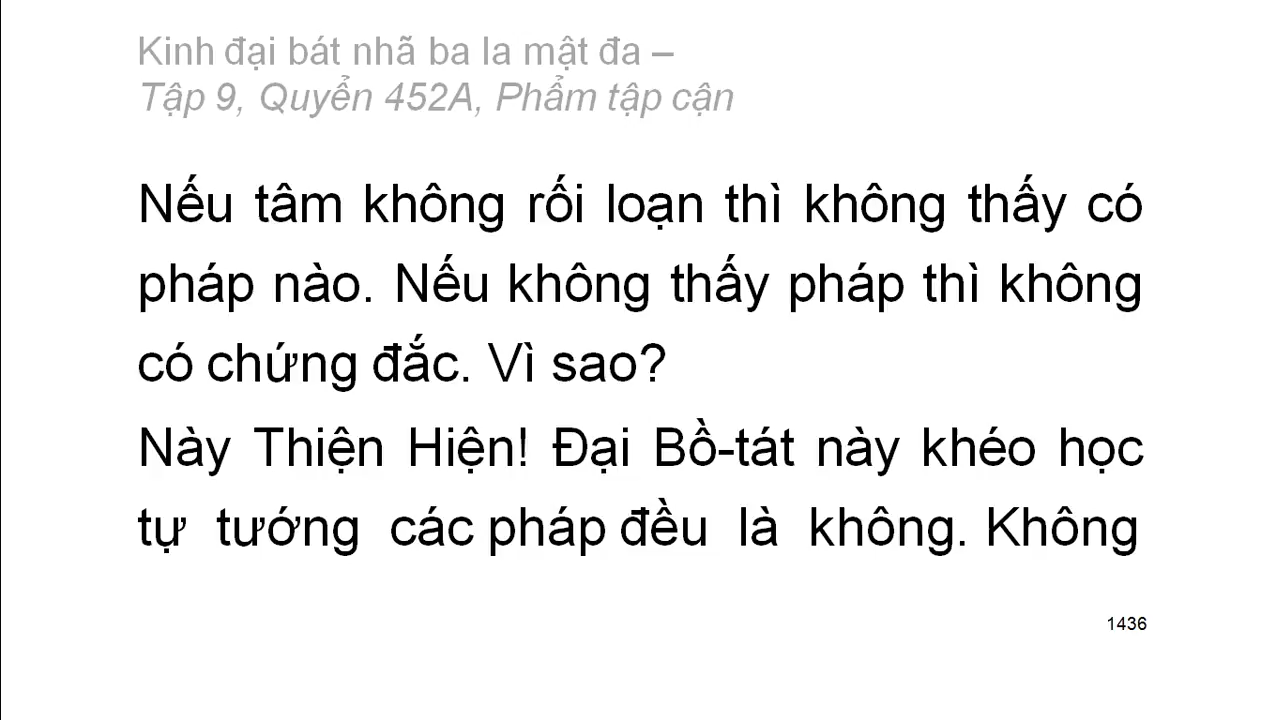 Kinh đại bát nhã ba la mật đa –
Tập 9, Quyển 452A, Phẩm tập cận
Nếu tâm không rối loạn thì không thấy có
pháp nào. Nếu không thấy pháp thì không
có chứng đắc. Vì sao?
Này Thiện Hiện! Đại Bồ-tát này khéo học
tự tướng các pháp đều là không. Không
1436